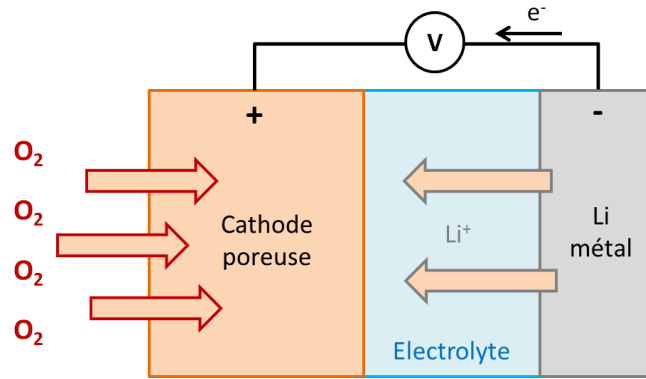 V
e⁻
+
-
O₂
O₂
O₂
O₂
Cathode
poreuse
Li⁺
Electrolyte
Li
métal